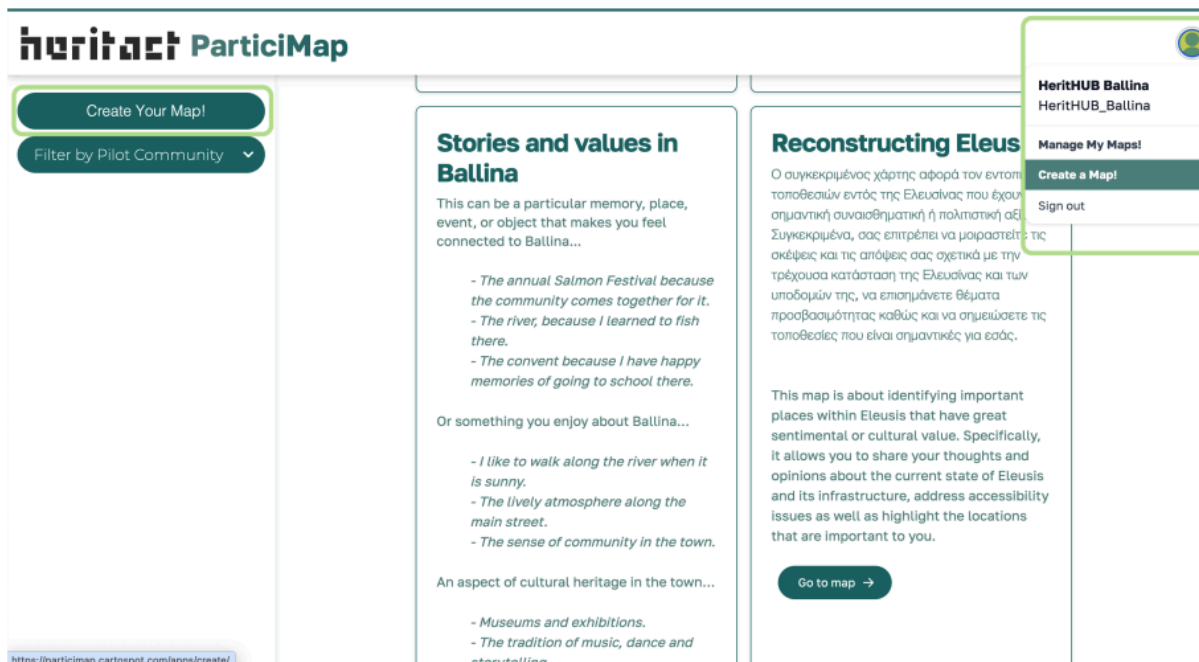 heritact ParticiMap
Create Your Map!
Filter by Pilot Community
HeritHUB Ballina
HeritHUB_Ballina
Manage My Maps!
Create a Map!
Sign out
Stories and values in
Ballina
This can be a particular memory, place,
event, or object that makes you feel
connected to Ballina...
- The annual Salmon Festival because
the community comes together for it.
- The river, because I learned to fish
there.
- The convent because I have happy
memories of going to school there.
Or something you enjoy about Ballina...
- I like to walk along the river when it
is sunny.
- The lively atmosphere along the
main street.
- The sense of community in the town.
An aspect of cultural heritage in the town...
- Museums and exhibitions.
- The tradition of music, dance and
storytelling
Reconstructing Eleus
Ο συγκεκριμένος χάρτης αφορά τον
τοποθεσιών εντός της Ελευσίνας που έχουν
σημαντική συναισθηματική ή πολιτιστική
Συγκεκριμένα, σας επιτρέπει να μοιραστείτε τις
σκέψεις και τις απόψεις σας σχετικά με την
τρέχουσα κατάσταση της Ελευσίνας και των
υποδομών της, να επισημάνετε θέματα
προσβασιμότητας καθώς και να σημειώσετε τις
τοποθεσίες που είναι σημαντικές για εσάς.
This map is about identifying important
places within Eleusis that have great
sentimental or cultural value. Specifically,
it allows you to share your thoughts and
opinions about the current state of Eleusis
and its infrastructure, address accessibility
issues as well as highlight the locations
that are important to you.
Go to map →
https://participmap.cartospot.com/apps/create/